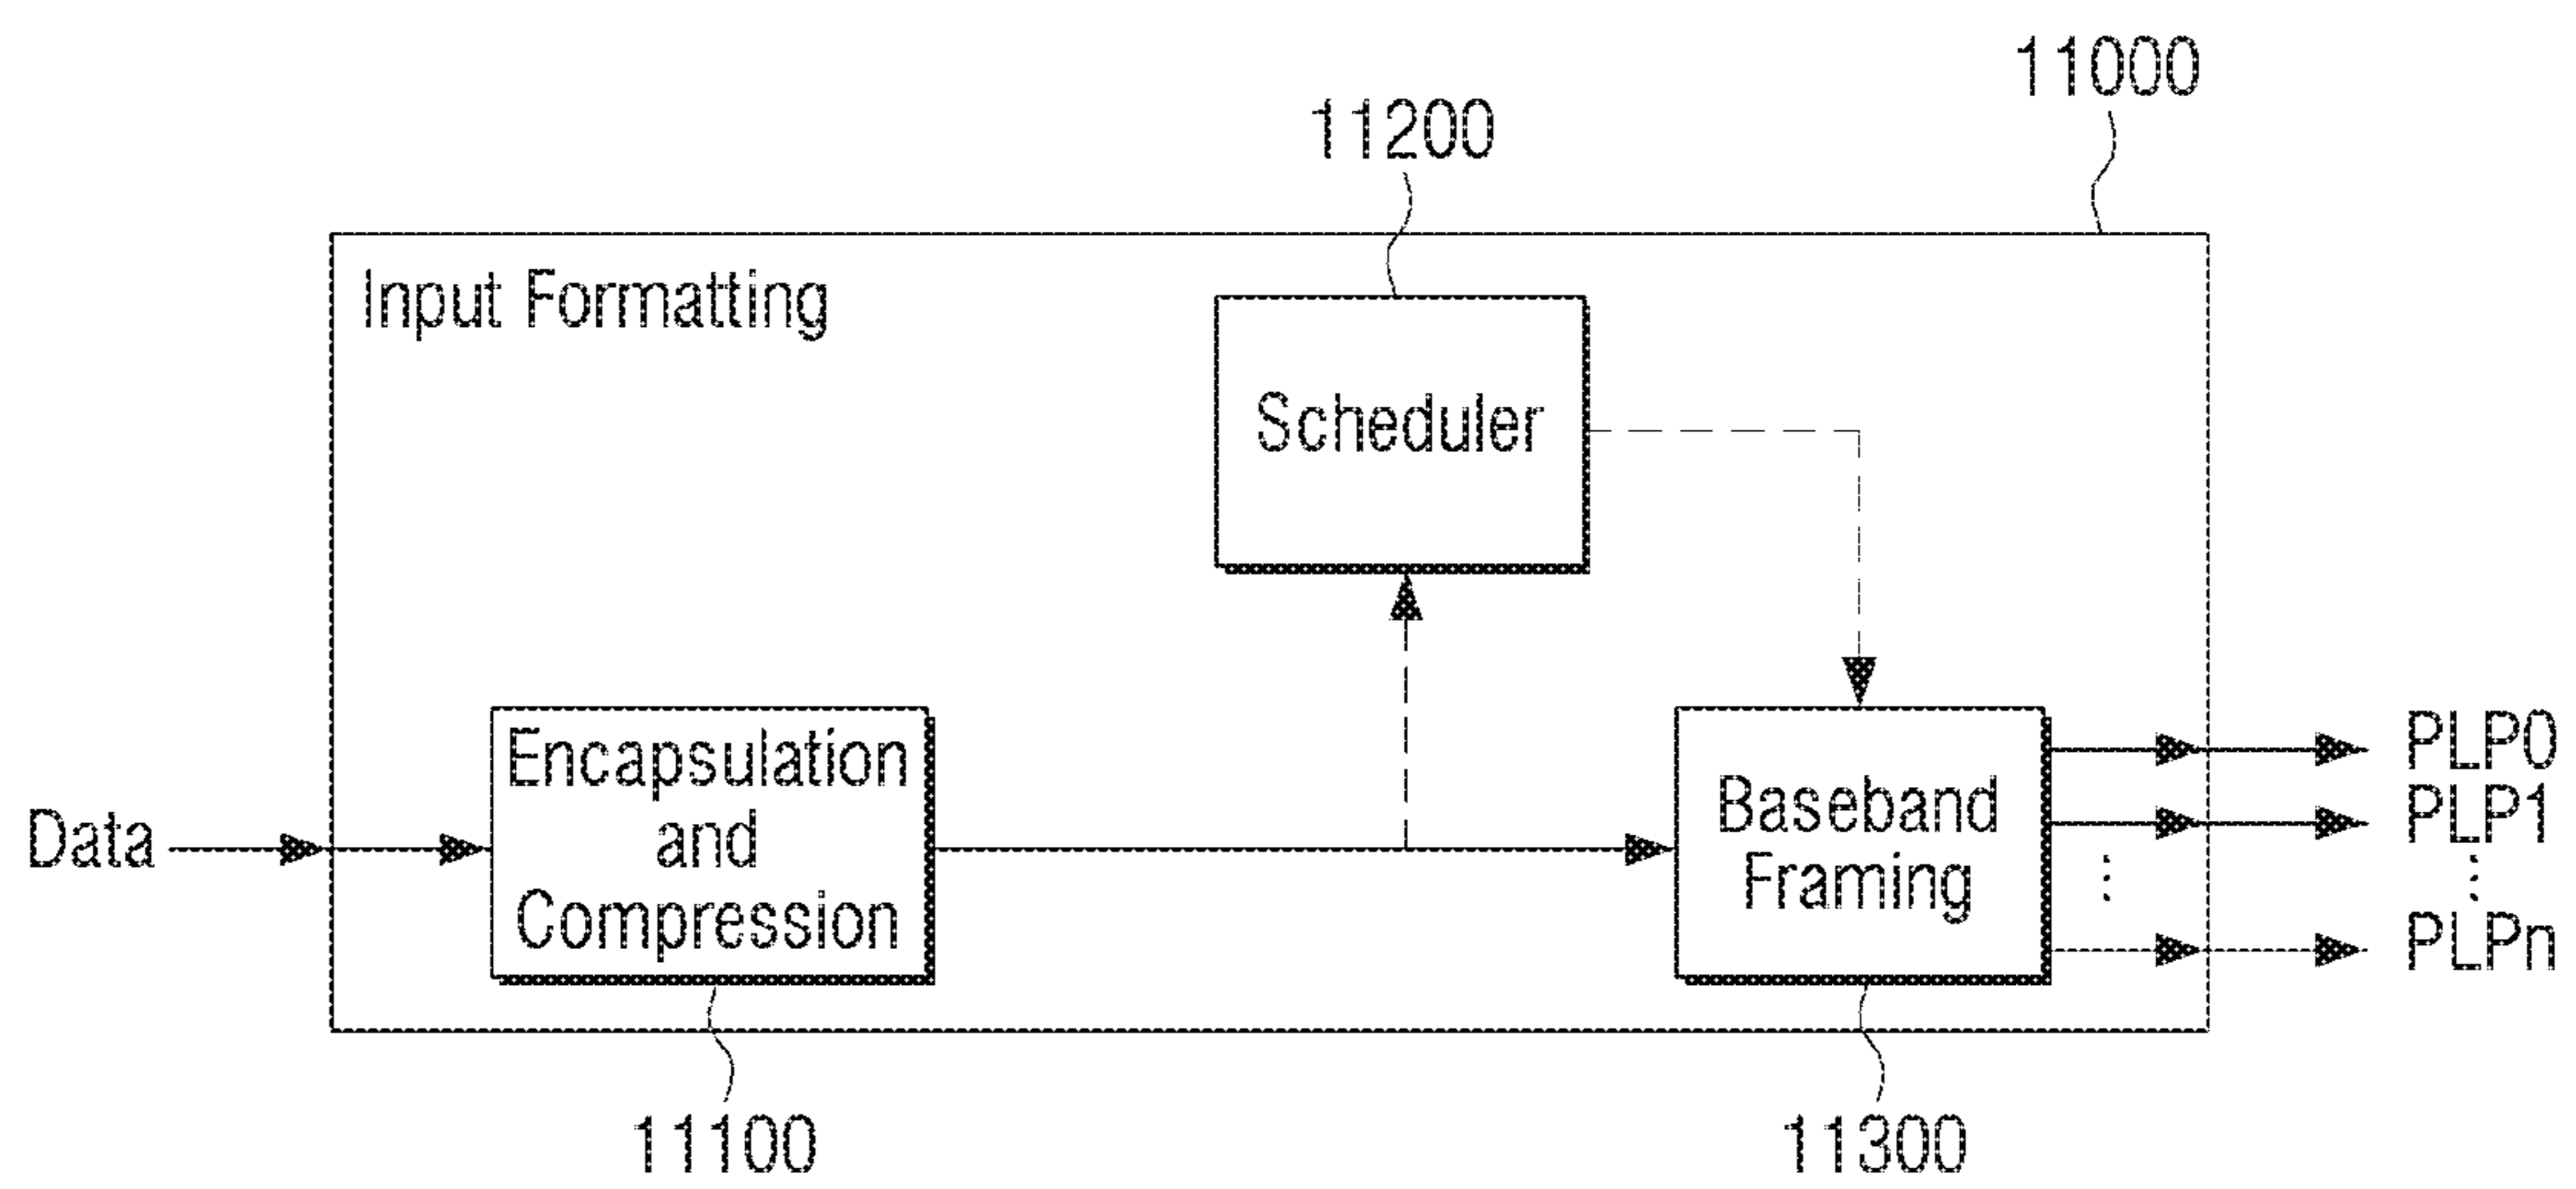 11000
11200
Input Formatting
Scheduler
Encapsulation
and
Compression
Data
Baseband
Framing
PLP0
PLP1
PLPn
11100
11300